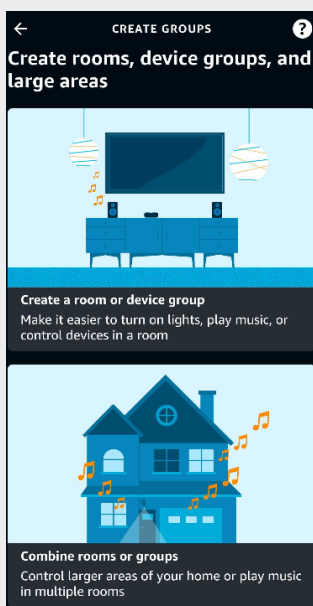 CREATE GROUPS
?
Create rooms, device groups, and
large areas
Create a room or device group
Make it easier to turn on lights, play music, or
control devices in a room
Combine rooms or groups
Control larger areas of your home or play music
in multiple rooms